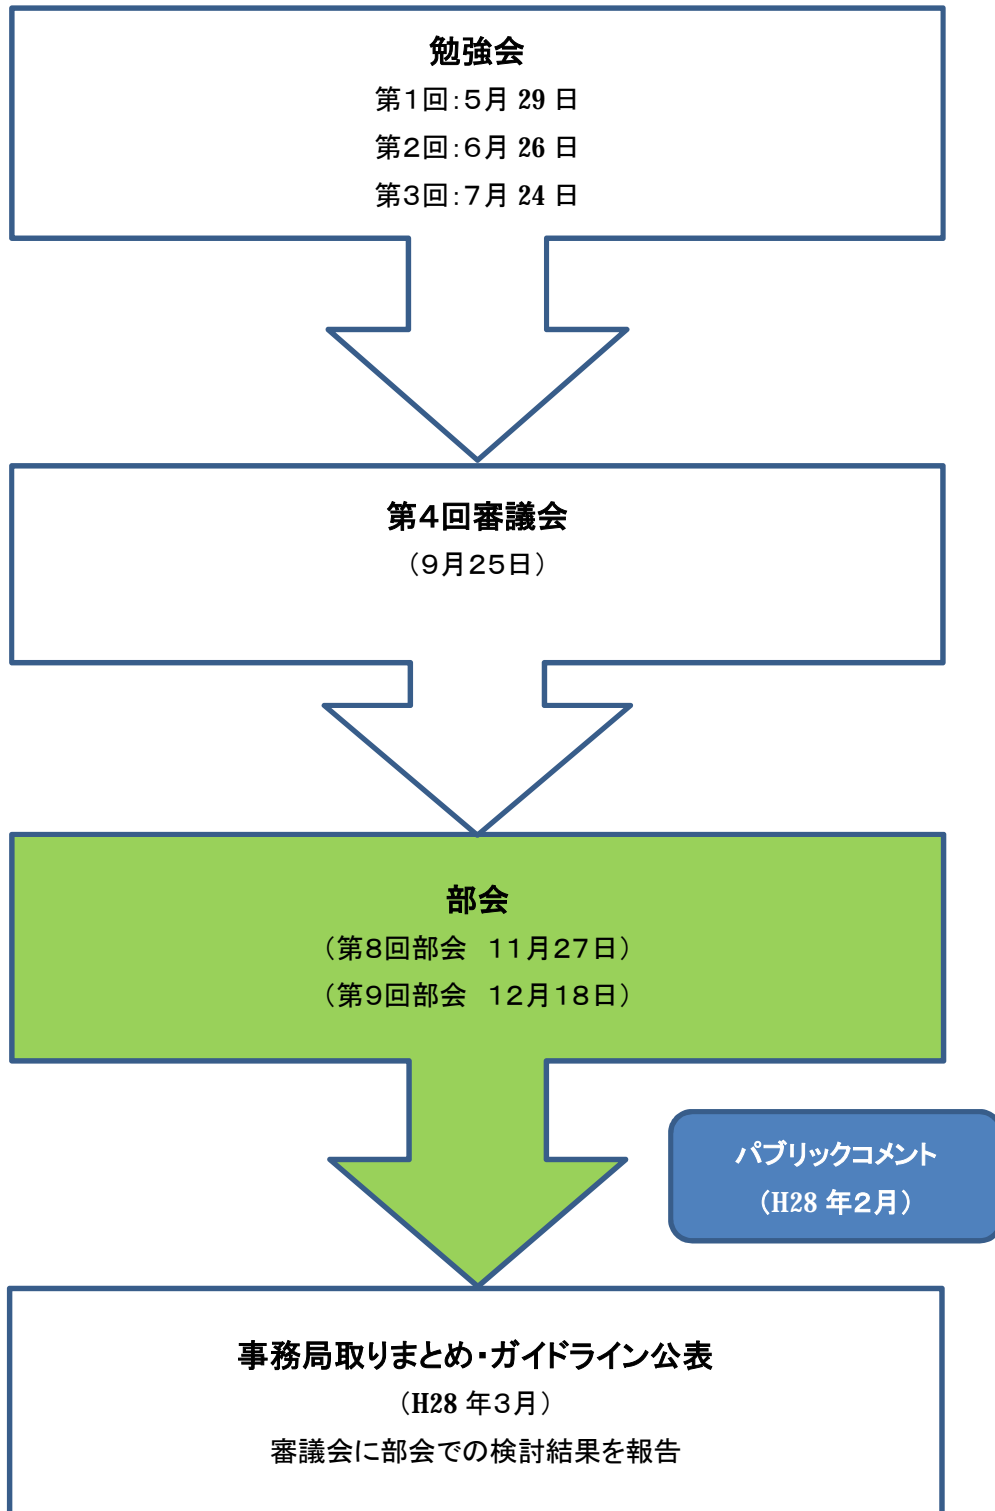 勉強会
第1回：5月 29 日
第2回：6月 26 日
第3回：7月 24 日
第4回審議会
（9月25日）
部会
（第8回部会　11月27日）
（第9回部会　12月18日）
パブリックコメント
（H28 年2月）
事務局取りまとめ・ガイドライン公表
（H28 年3月）
審議会に部会での検討結果を報告